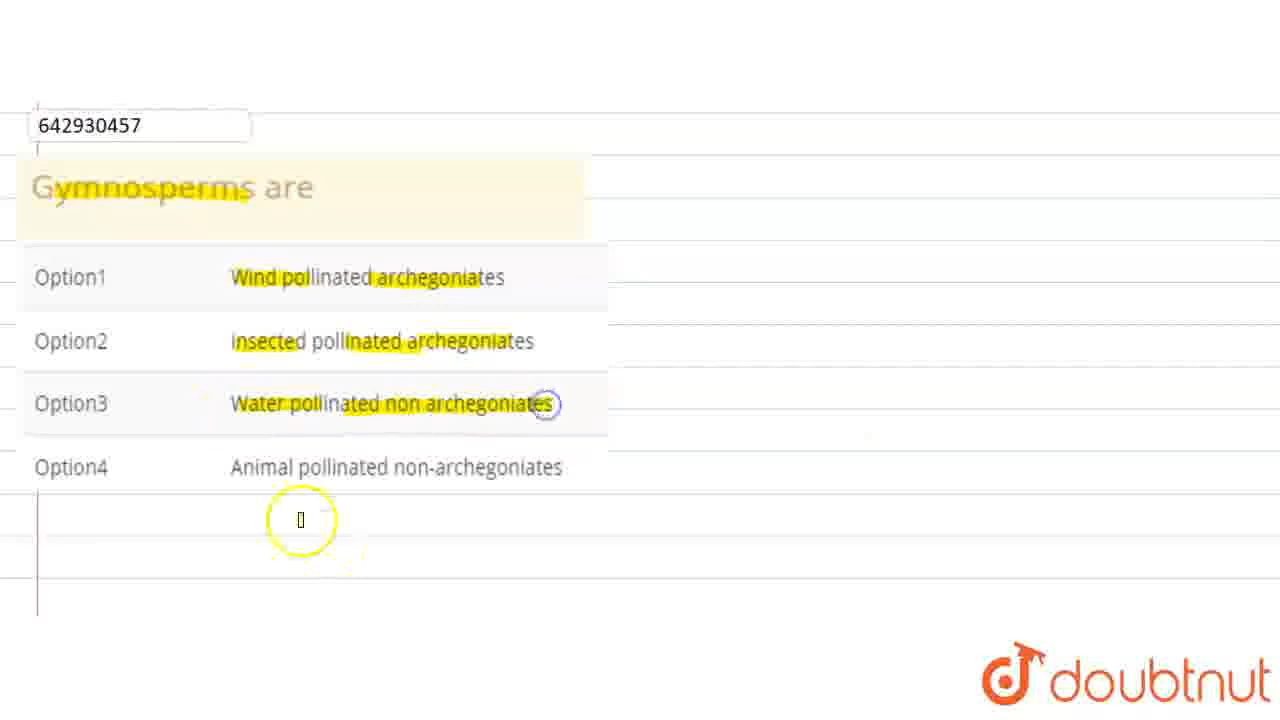 642930457
Gymnosperms are
Option1 Wind pollinated archegoniates
Option2 Insected pollinated archegoniates
Option3 Water pollinated non archegoniates
Option4 Animal pollinated non-archegoniates
doubtnut